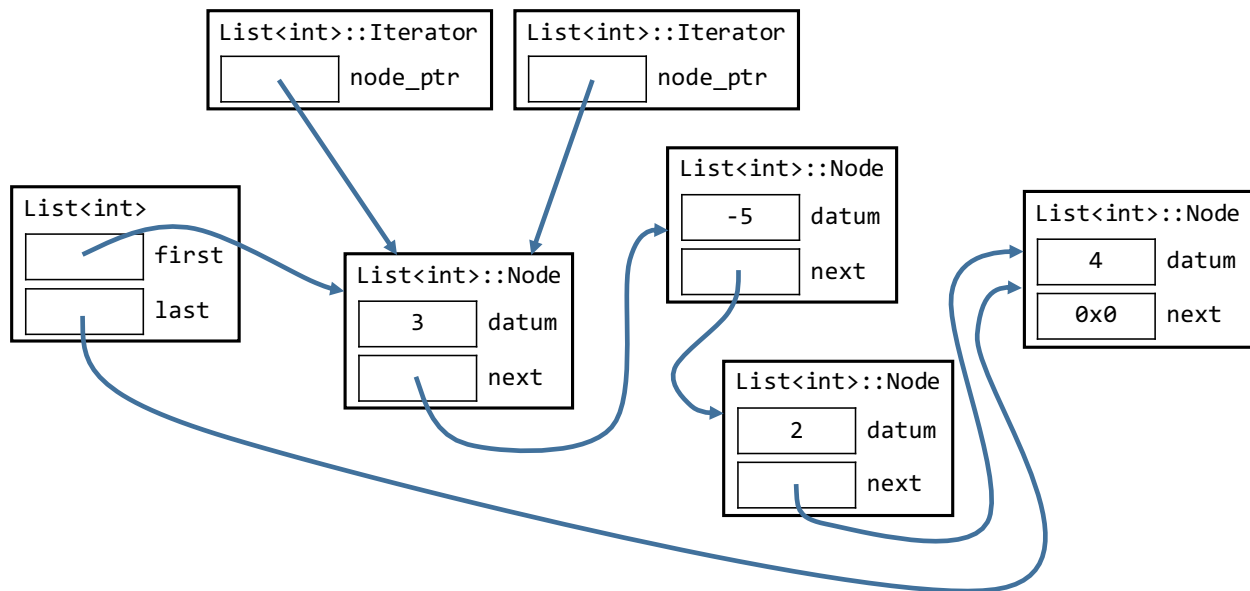 List<int>::Iterator
node_ptr
List<int>::Iterator
node_ptr
List<int>
first
last
List<int>::Node
3 datum
next
List<int>::Node
-5 datum
next
List<int>::Node
2 datum
next
List<int>::Node
4 datum
0x0 next